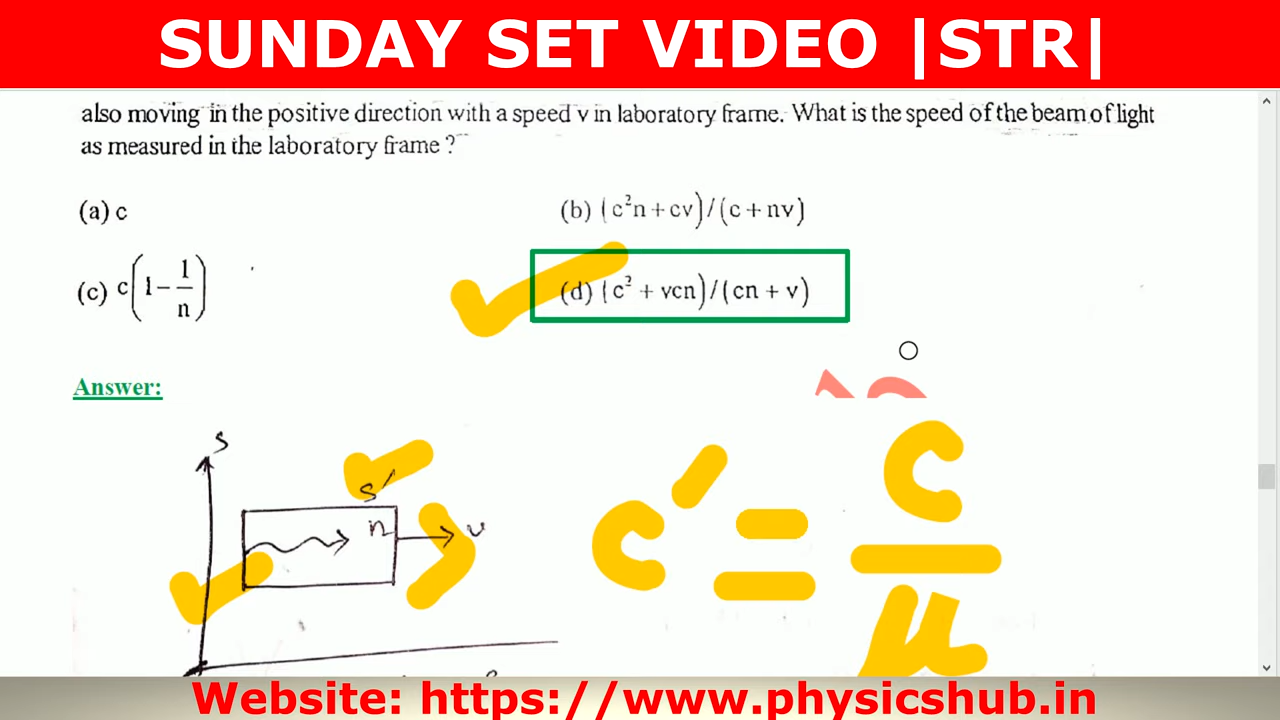 SUNDAY SET VIDEO |STR|
also moving in the positive direction with a speed v in laboratory frame. What is the speed of the beam of light
as measured in the laboratory frame ?
(a) c
(b) (c²n + cv)/(c + nv)
(c) c(1 - 1/n)
(d) (c² + vcn)/(cn + v)
Answer:
S
S'
n
v
c' = c/μ
Website: https://www.physicshub.in